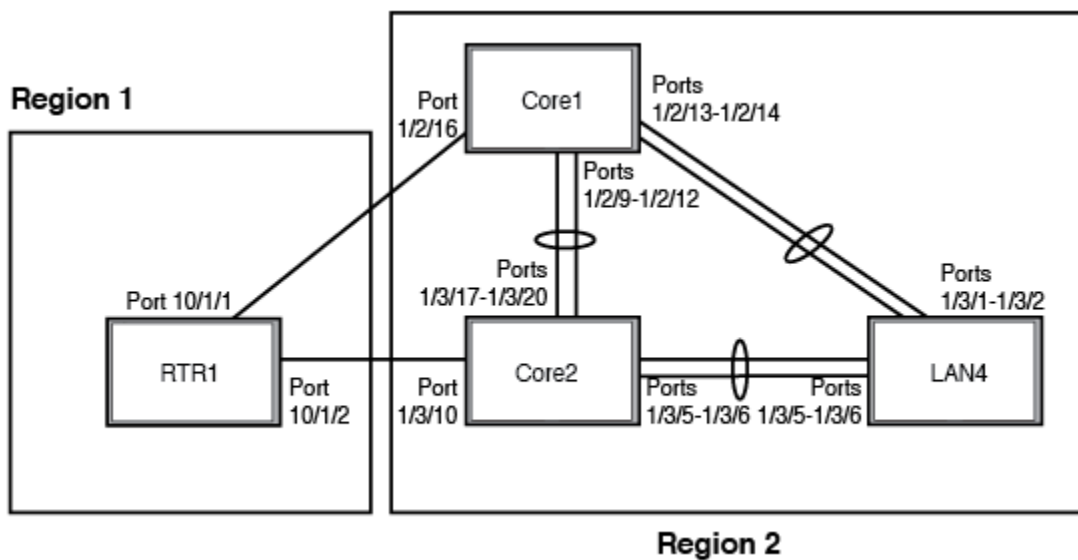 Region 1
Port
1/2/16
Core1
Ports
1/2/13-1/2/14
Ports
1/2/9-1/2/12
Ports
1/3/17-1/3/20
Ports
1/3/1-1/3/2
Port 10/1/1
RTR1
Port
10/1/2
Port
1/3/10
Core2
Ports
1/3/5-1/3/6
Ports
1/3/5-1/3/6
LAN4
Region 2